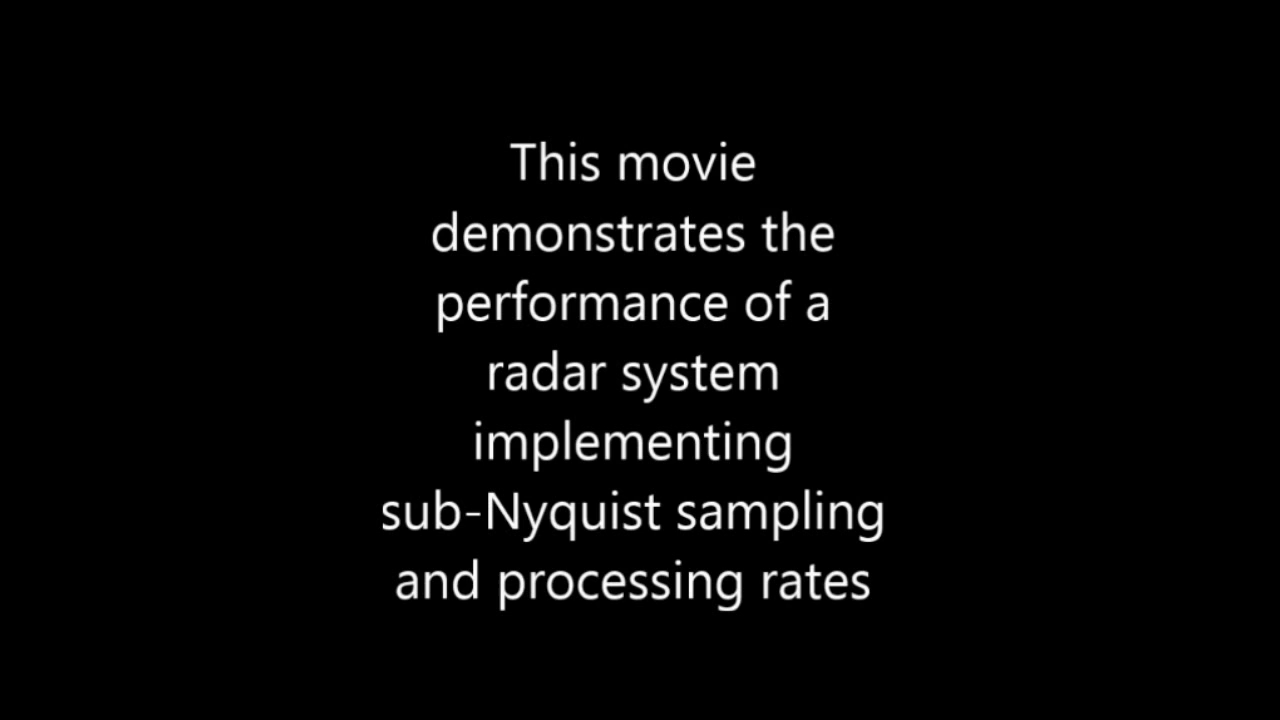 This movie
demonstrates the
performance of a
radar system
implementing
sub-Nyquist sampling
and processing rates